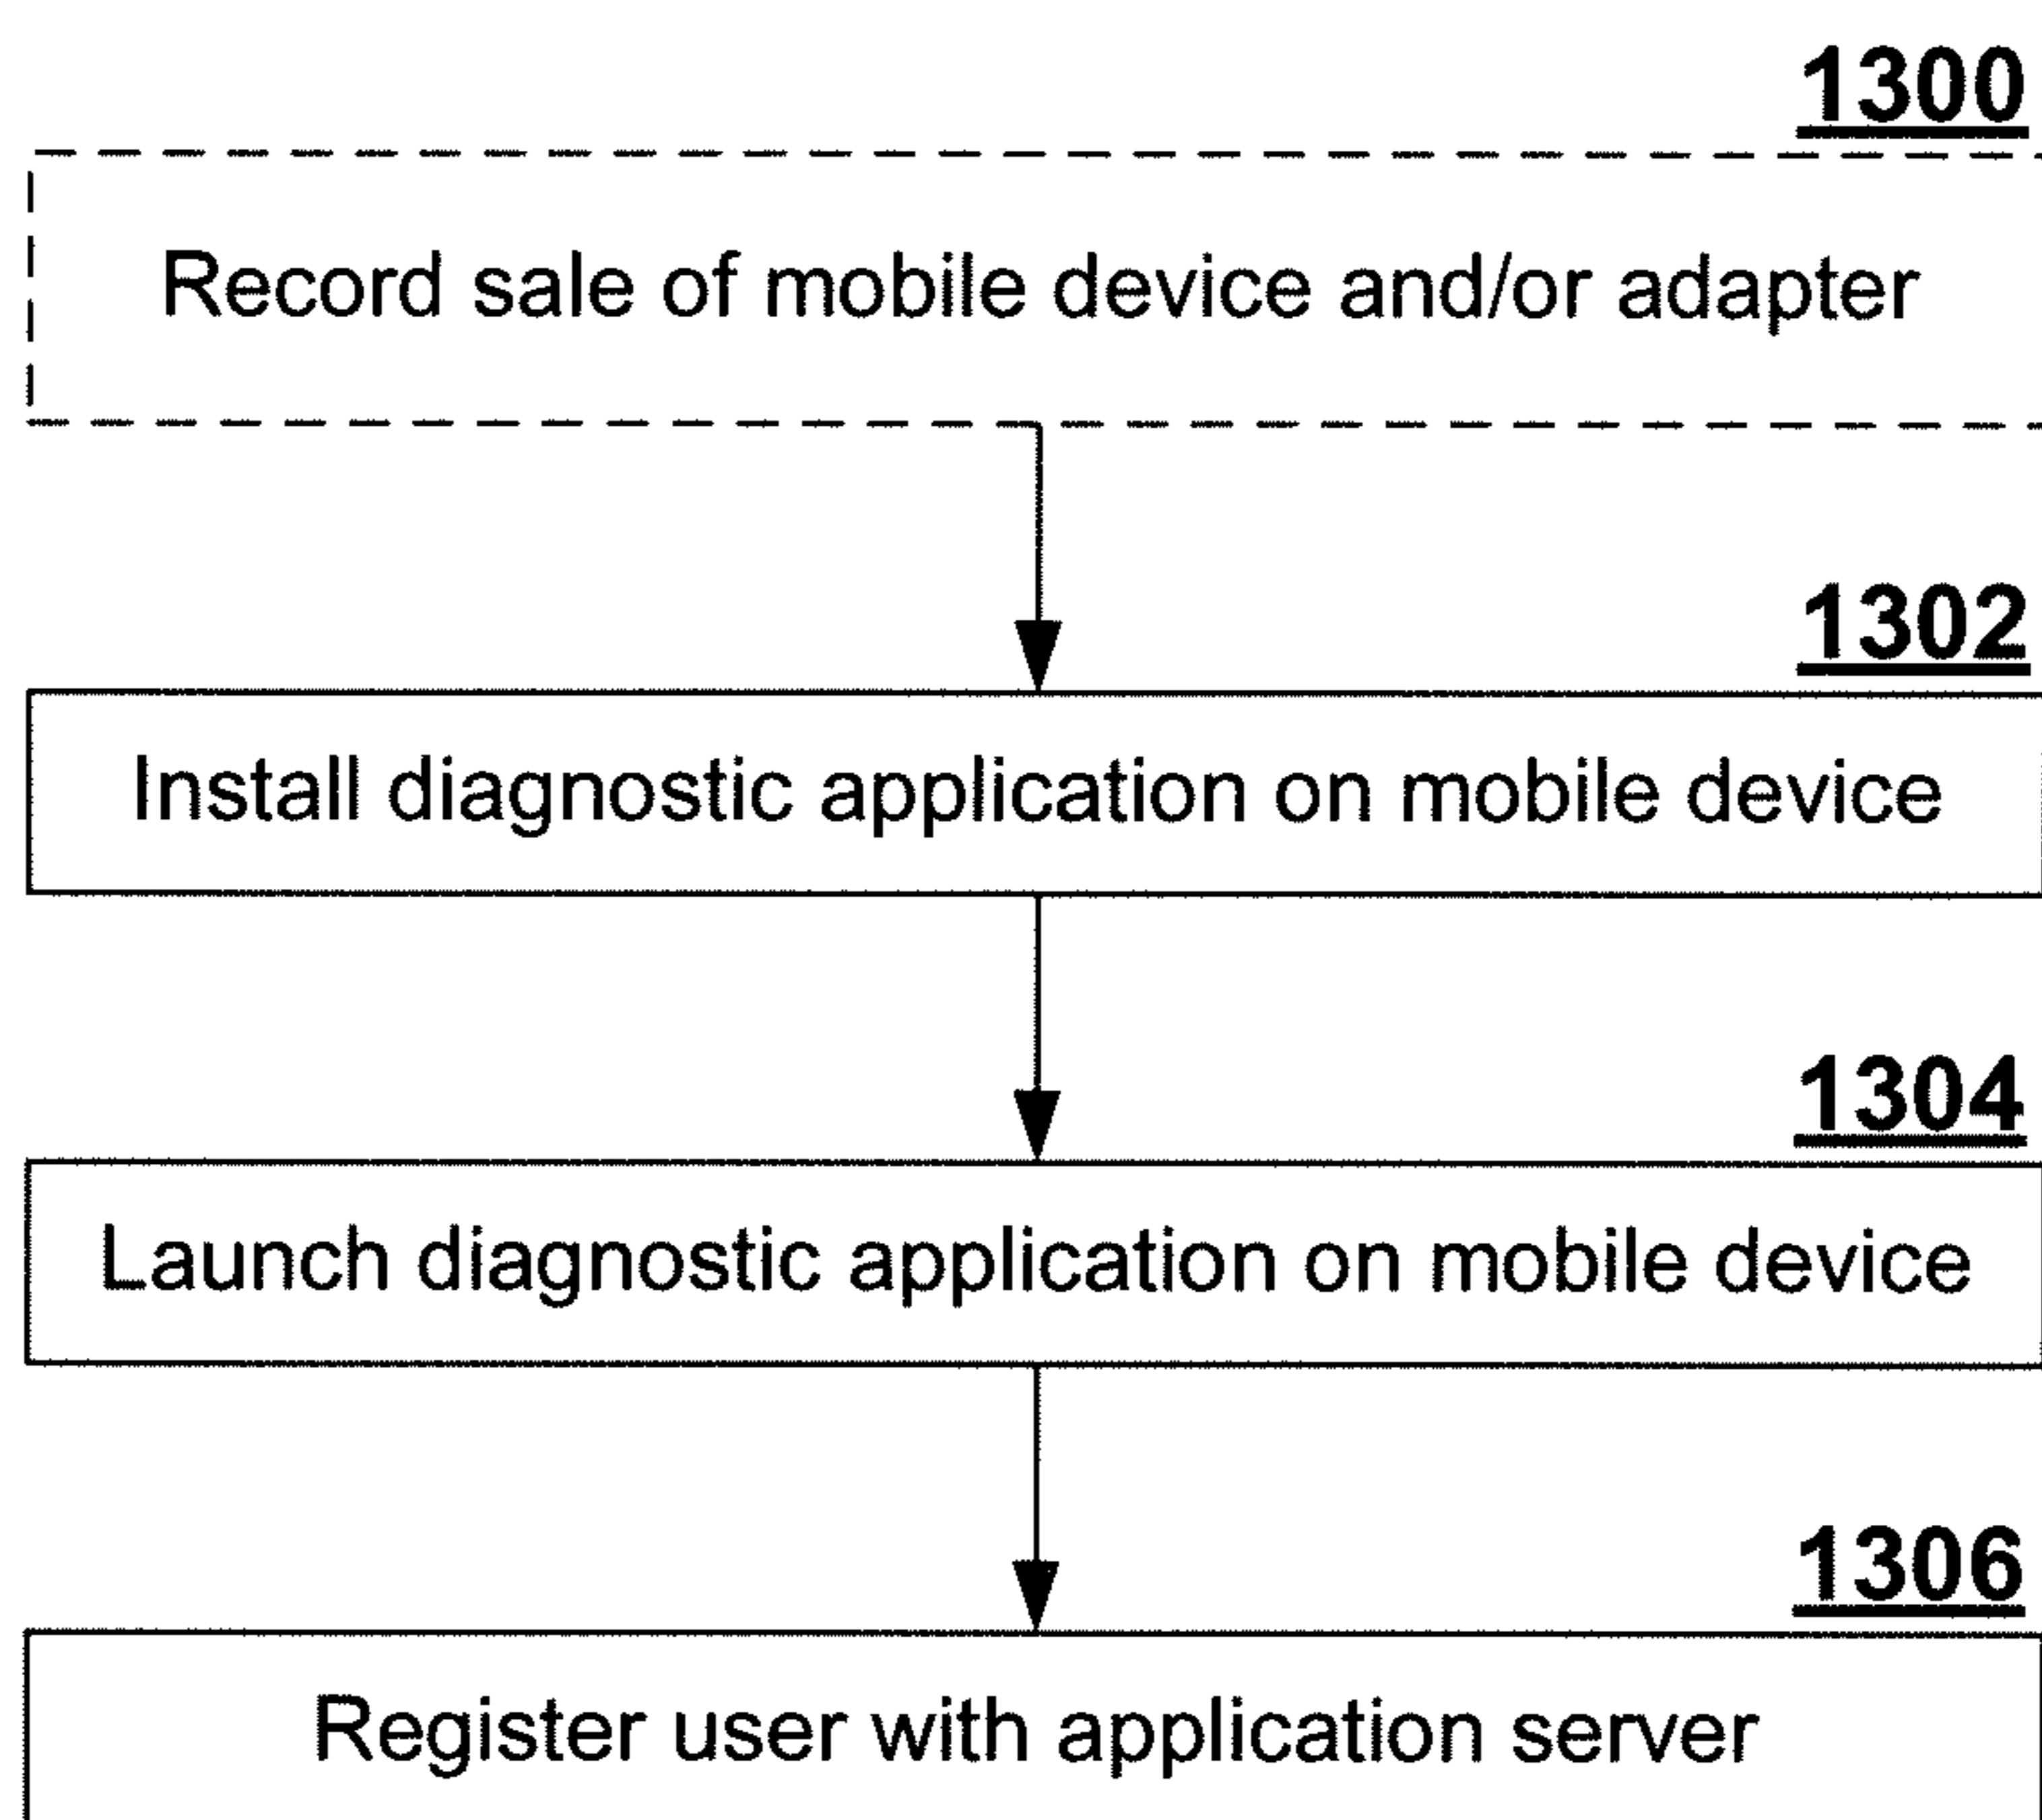 1300
Record sale of mobile device and/or adapter
1302
Install diagnostic application on mobile device
1304
Launch diagnostic application on mobile device
1306
Register user with application server